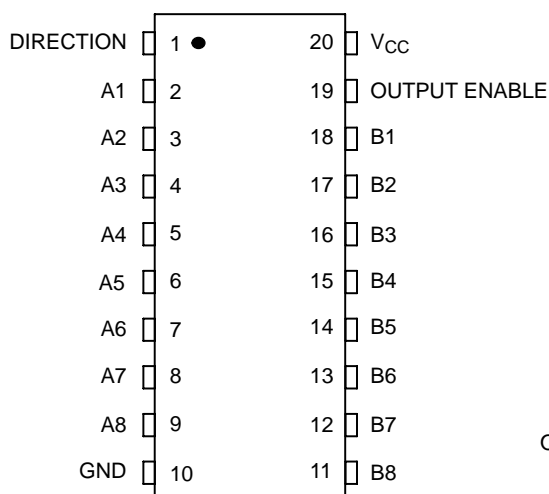 DIRECTION 1 20 VCC
A1 2 19 OUTPUT ENABLE
A2 3 18 B1
A3 4 17 B2
A4 5 16 B3
A5 6 15 B4
A6 7 14 B5
A7 8 13 B6
A8 9 12 B7
GND 10 11 B8